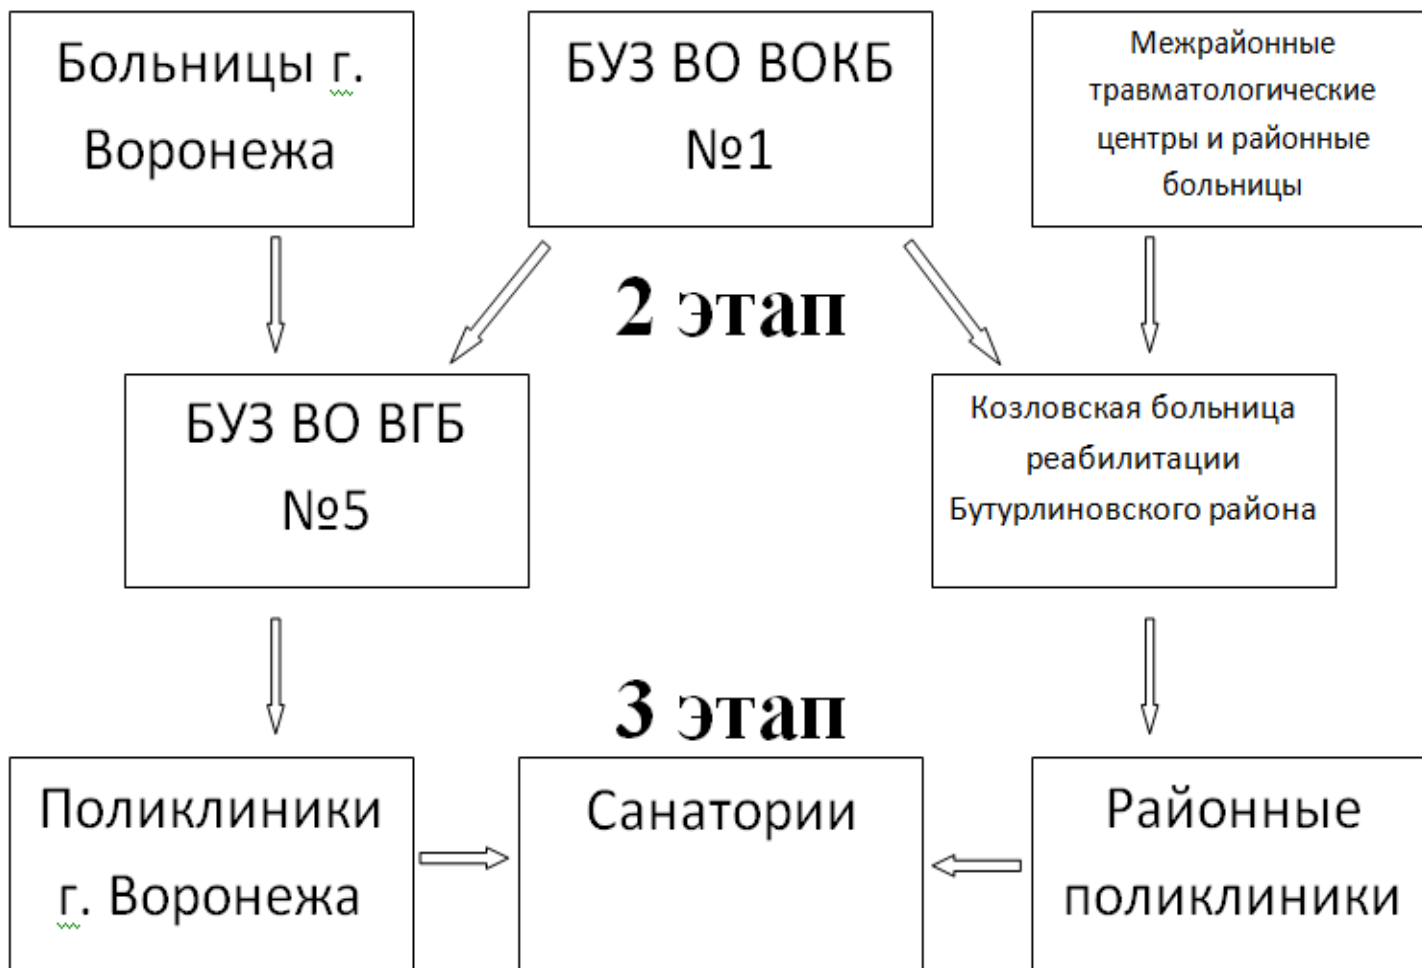 Больницы г.
Воронежа
БУЗ ВО ВОКБ
№1
Межрайонные
травматологические
центры и районные
больницы
2 этап
БУЗ ВО ВГБ
№5
Козловская больница
реабилитации
Бутурлиновского района
3 этап
Поликлиники
г. Воронежа
Санатории
Районные
поликлиники